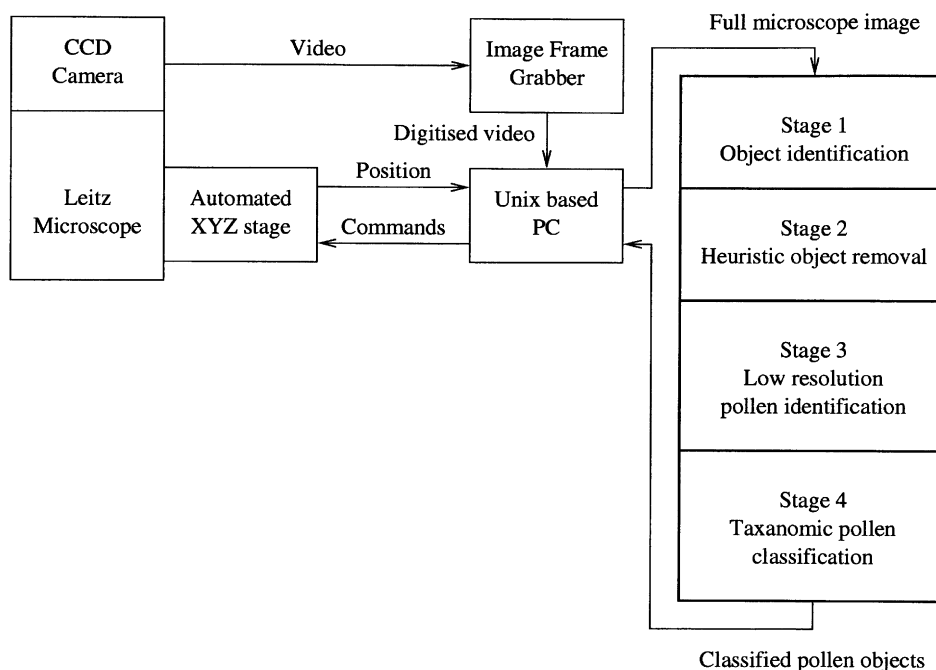 Full microscope image
CCD
Camera
Video
Image Frame
Grabber
Digitised video
Stage 1
Object identification
Leitz
Microscope
Automated
XYZ stage
Position
Commands
Unix based
PC
Stage 2
Heuristic object removal
Stage 3
Low resolution
pollen identification
Stage 4
Taxanomic pollen
classification
Classified pollen objects